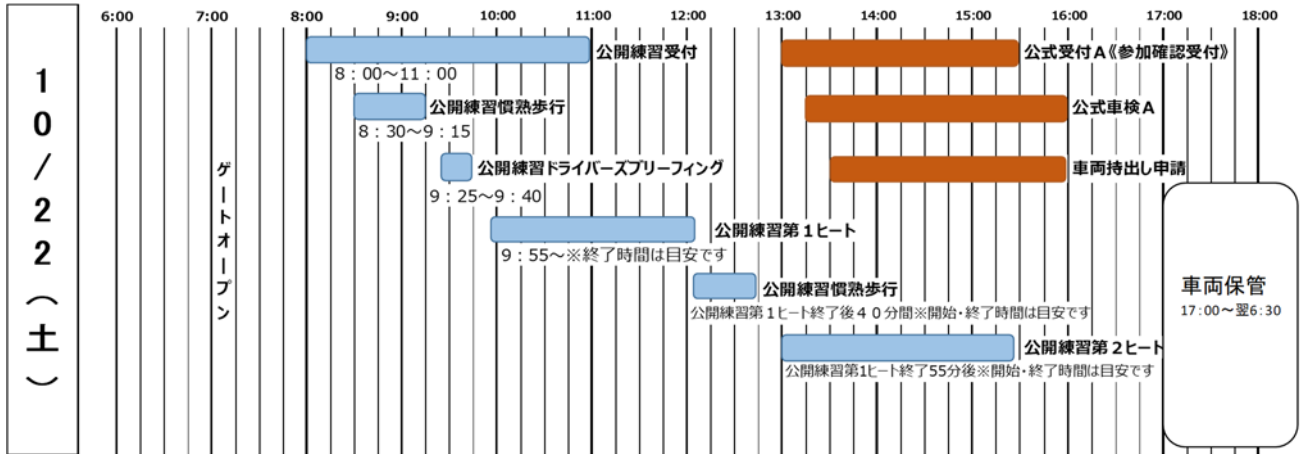 6:00 7:00 8:00 9:00 10:00 11:00 12:00 13:00 14:00 15:00 16:00 17:00 18:00
10/22(土)
ゲートオープン
公開練習受付
8：00～11：00
公開練習慣熟歩行
8：30～9：15
公開練習ドライバーズブリーフィング
9：25～9：40
公開練習第１ヒート
9：55～※終了時間は目安です
公開練習慣熟歩行
公開練習第１ヒート終了後４０分間※開始・終了時間は目安です
公開練習第２ヒート
公開練習第1ヒート終了55分後※開始・終了時間は目安です
公式受付Ａ《参加確認受付》
公式車検Ａ
車両持出し申請
車両保管
17:00～翌6:30